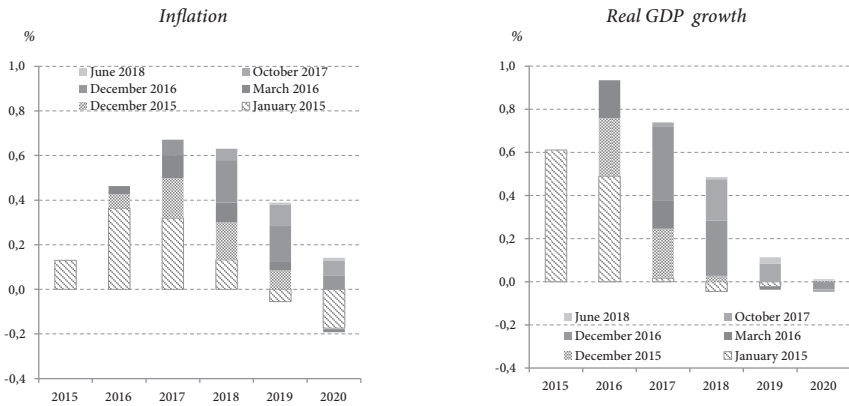 Inflation
%
1,0
0,8
0,6
0,4
0,2
0,0
-0,2
-0,4
June 2018 October 2017
December 2016 March 2016
December 2015 January 2015
2015 2016 2017 2018 2019 2020
Real GDP growth
%
1,0
0,8
0,6
0,4
0,2
0,0
-0,2
-0,4
June 2018 October 2017
December 2016 March 2016
December 2015 January 2015
2015 2016 2017 2018 2019 2020